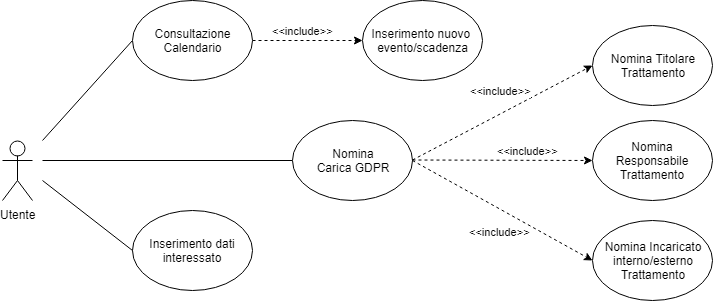 Consultazione
Calendario
<<include>>
Inserimento nuovo
evento/scadenza
Nomina Titolare
Trattamento
<<include>>
Nomina
Carica GDPR
<<include>>
Nomina
Responsabile
Trattamento
Utente
Inserimento dati
interessato
<<include>>
Nomina Incaricato
interno/esterno
Trattamento